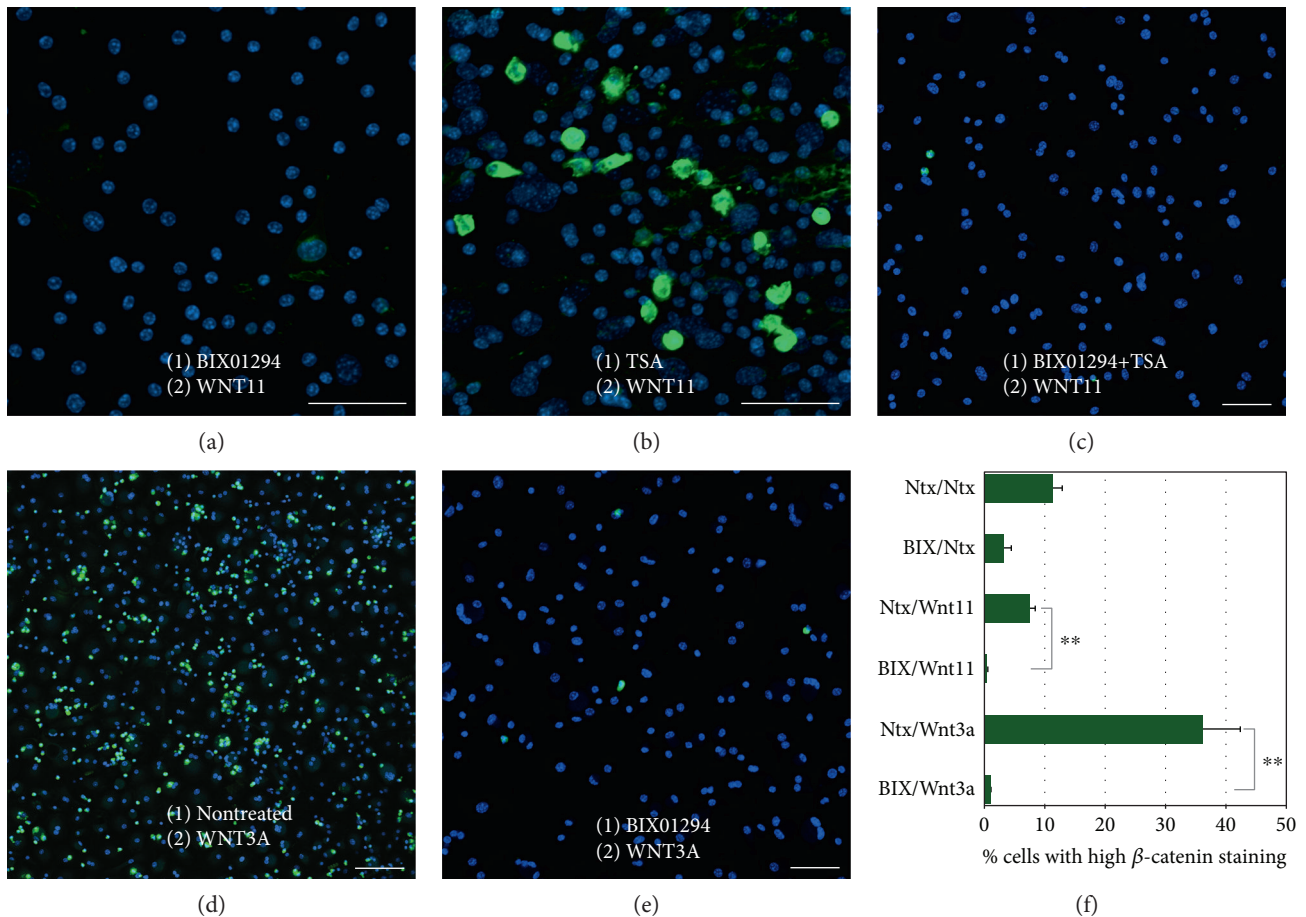 (1) BIX01294
(2) WNT11
(a)
(1) TSA
(2) WNT11
(b)
(1) BIX01294+TSA
(2) WNT11
(c)
(1) Nontreated
(2) WNT3A
(d)
(1) BIX01294
(2) WNT3A
(e)
Ntx/Ntx
BIX/Ntx
Ntx/Wnt11
**
BIX/Wnt11
Ntx/Wnt3a
**
BIX/Wnt3a
0 10 20 30 40 50
% cells with high β-catenin staining
(f)